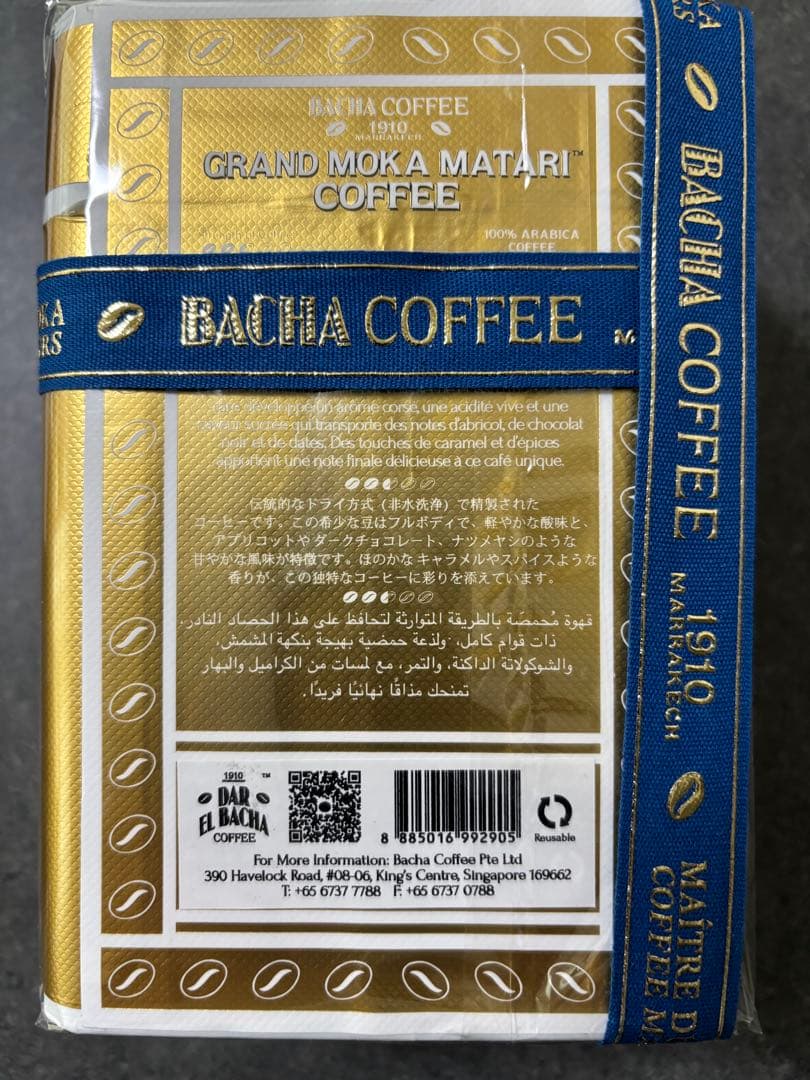 BACHA COFFEE
1910
MARRAKECH
GRAND MOKA MATARI™
COFFEE
100% ARABICA
COFFEE
BACHA COFFEE
un arôme corsé, une acidité vive et une
sucrée qui transporte des notes d'abricot, de chocolat
noir et de dattes. Des touches de caramel et d'épices
apportent une note finale délicieuse à ce café unique.
伝統的なドライ方式(非水洗浄)で精製された
コーヒーです。この希少な豆はフルボディで、軽やかな酸味と、
アプリコットやダークチョコレート、ナツメヤシのような
甘やかな風味が特徴です。ほのかなキャラメルやスパイスような
香りが、この独特なコーヒーに彩りを添えています。
قهوة مُحمصَة بالطريقة المتوارثة لتحافظ على هذا الحصاد النادر،
ذات قوام كامل، ولذعة حمضية بهيجة بنكهة المشمش،
والشوكولاتة الداكنة، والتمر، مع لمسات من الكراميل والبهار
تمنحك مذاقًا نهائيًا فريدًا.
1910 ™
DAR
EL BACHA
COFFEE
8 885016 992905
Reusable
For More Information: Bacha Coffee Pte Ltd
390 Havelock Road, #08-06, King's Centre, Singapore 169662
T: +65 6737 7788 F: +65 6737 0788
BACHA COFFEE
1910
MARRAKECH
MAÎTRE D
COFFEE M